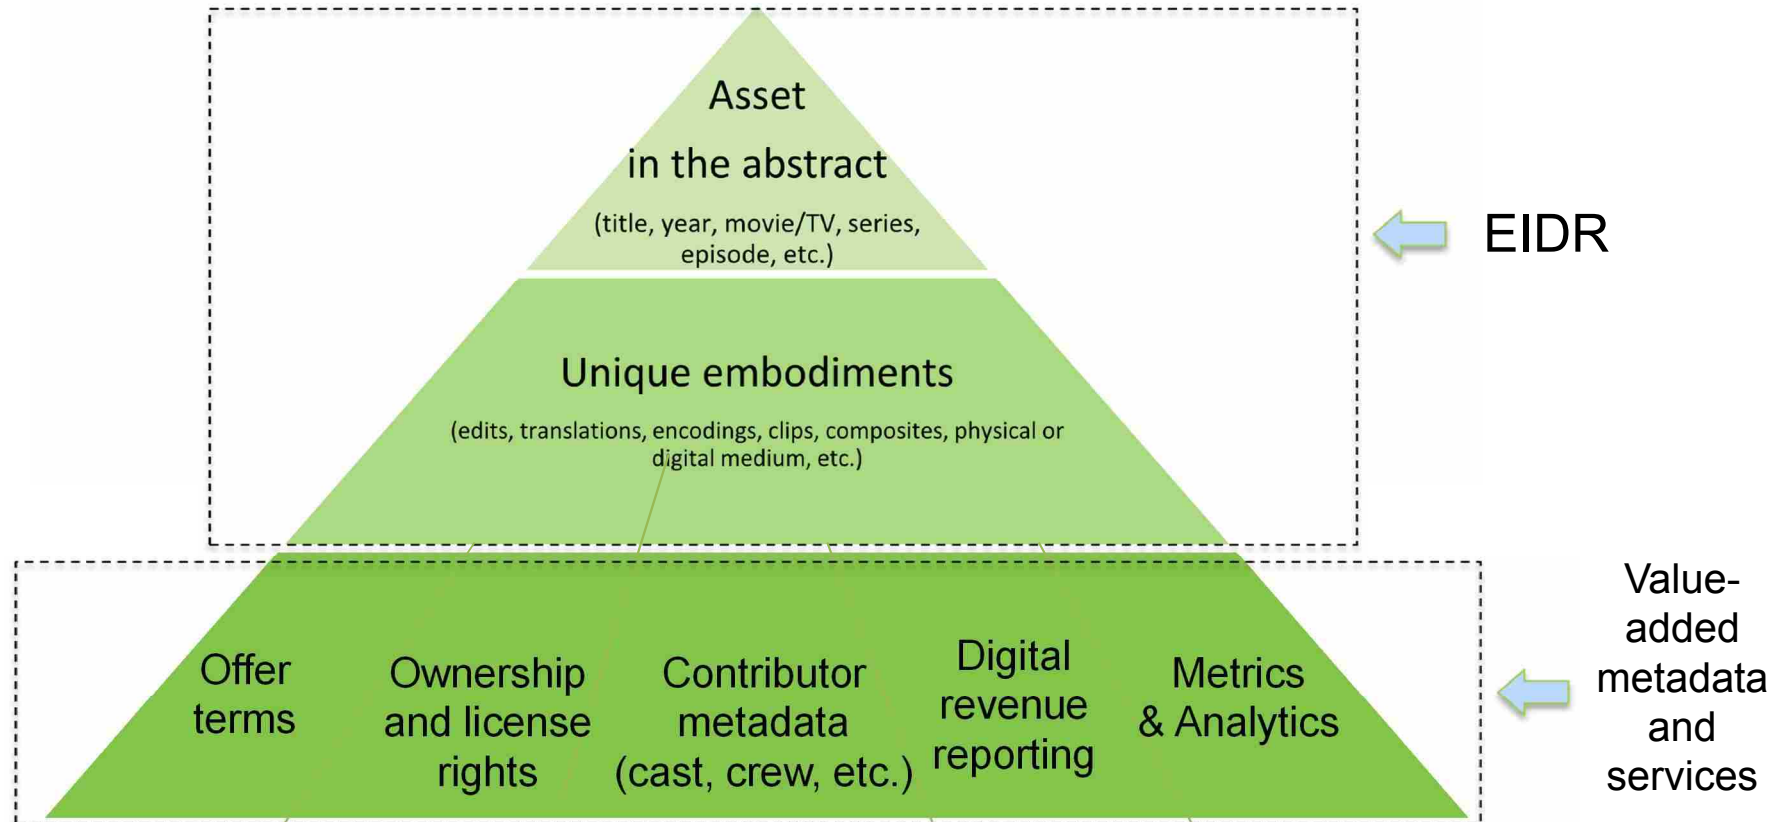 Asset
in the abstract
(title, year, movie/TV, series,
episode, etc.)
EIDR
Unique embodiments
(edits, translations, encodings, clips, composites, physical or
digital medium, etc.)
Offer
terms
Ownership
and license
rights
Contributor
metadata
(cast, crew, etc.)
Digital
revenue
reporting
Metrics
& Analytics
Value-
added
metadata
and
services